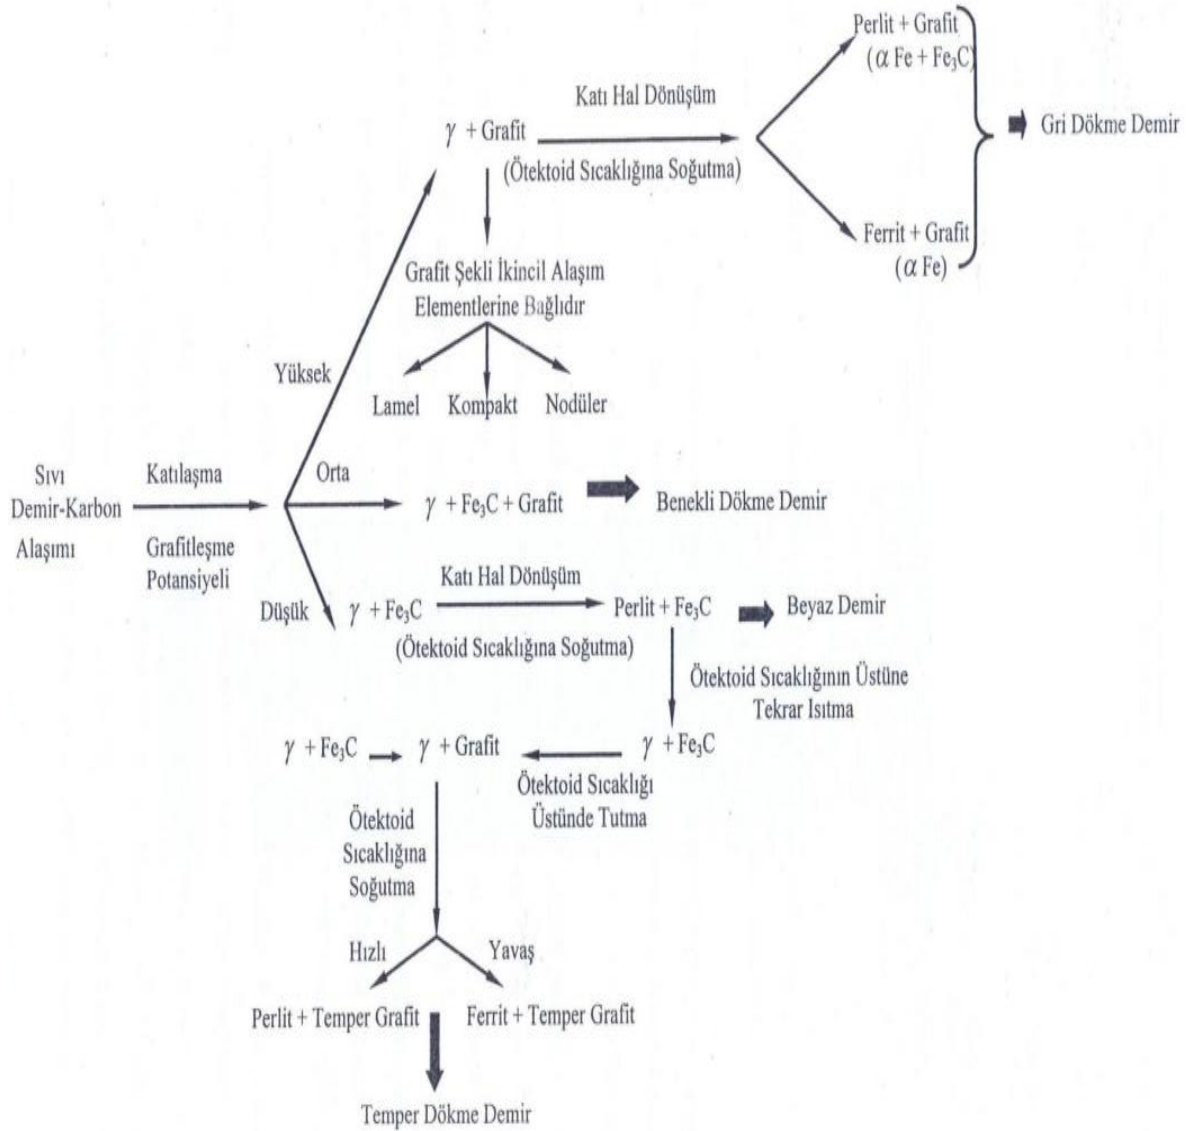 Perlit + Grafit
(α Fe + Fe₃C)
Katı Hal Dönüşüm
γ + Grafit
(Ötektoid Sıcaklığına Soğutma)
Gri Dökme Demir
Ferrit + Grafit
(α Fe)
Grafit Şekli İkincil Alaşım
Elementlerine Bağlıdır
Yüksek
Lamel Kompakt Nodüler
Sıvı
Demir-Karbon
Alaşımı
Katılaşma
Grafitleşme
Potansiyeli
Orta
γ + Fe₃C + Grafit
Benekli Dökme Demir
Düşük
γ + Fe₃C
Katı Hal Dönüşüm
(Ötektoid Sıcaklığına Soğutma)
Perlit + Fe₃C
Beyaz Demir
Ötektoid Sıcaklığının Üstüne
Tekrar Isıtma
γ + Fe₃C
γ + Grafit
γ + Fe₃C
Ötektoid Sıcaklığı
Üstünde Tutma
Ötektoid
Sıcaklığına
Soğutma
Hızlı
Yavaş
Perlit + Temper Grafit
Ferrit + Temper Grafit
Temper Dökme Demir